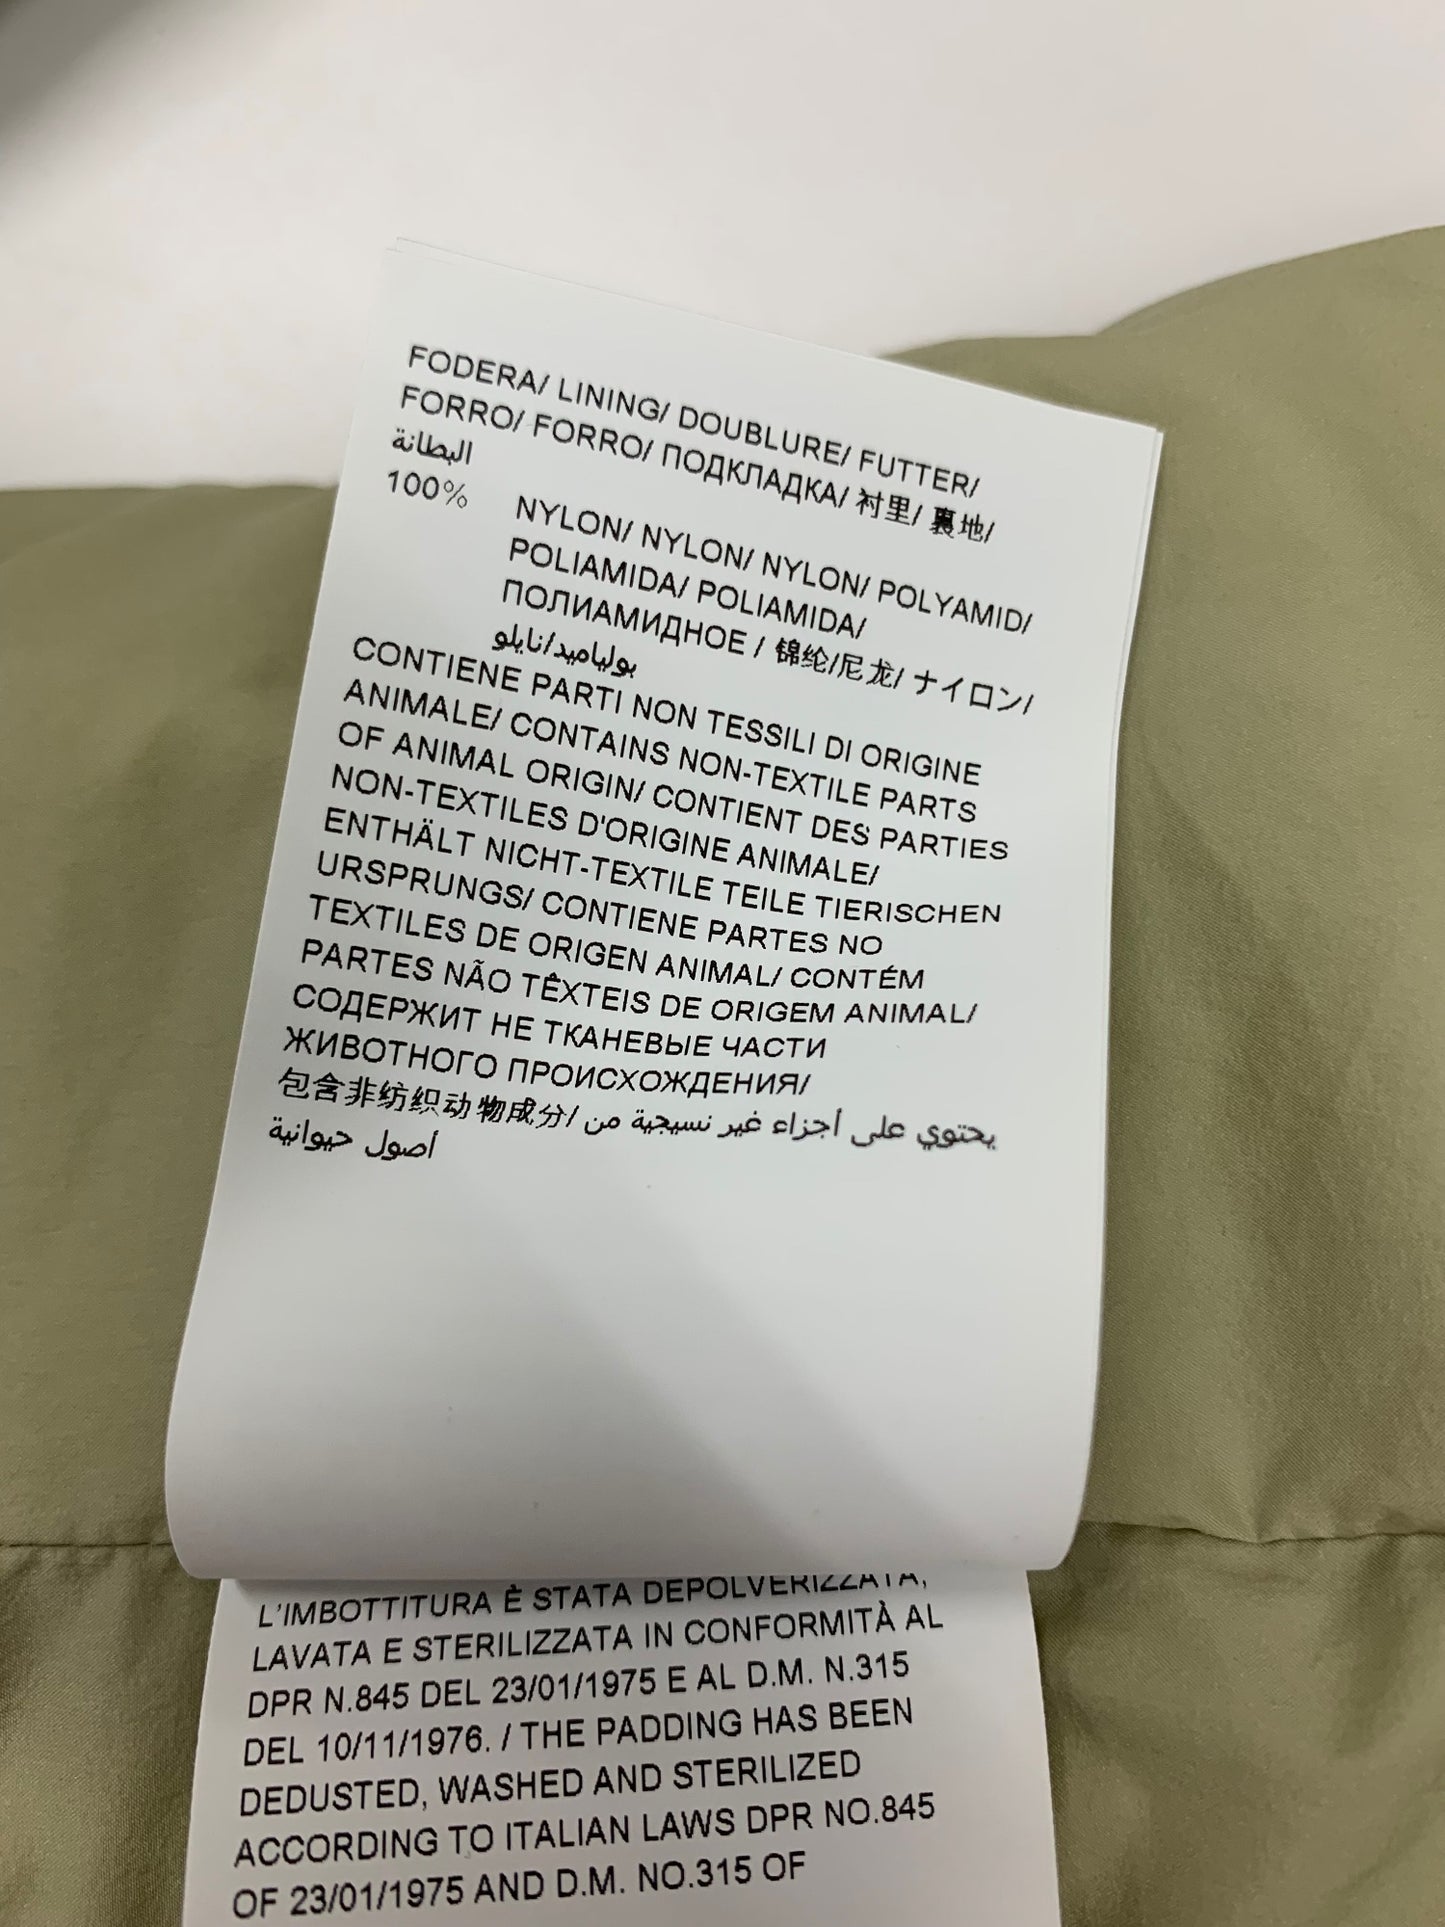 FODERA/ LINING/ DOUBLURE/ FUTTER/
FORRO/ FORRO/ ПОДКЛАДКА/ 衬里/ 裏地/
البطانة
100%
NYLON/ NYLON/ NYLON/ POLYAMID/
POLIAMIDA/ POLIAMIDA/
ПОЛИАМИДНОЕ / 锦纶/尼龙/ ナイロン/
بولياميد/نايلو
CONTIENE PARTI NON TESSILI DI ORIGINE
ANIMALE/ CONTAINS NON-TEXTILE PARTS
OF ANIMAL ORIGIN/ CONTIENT DES PARTIES
NON-TEXTILES D'ORIGINE ANIMALE/
ENTHÄLT NICHT-TEXTILE TEILE TIERISCHEN
URSPRUNGS/ CONTIENE PARTES NO
TEXTILES DE ORIGEN ANIMAL/ CONTÉM
PARTES NÃO TÊXTEIS DE ORIGEM ANIMAL/
СОДЕРЖИТ НЕ ТКАНЕВЫЕ ЧАСТИ
ЖИВОТНОГО ПРОИСХОЖДЕНИЯ/
包含非纺织动物成分/ يحتوي على أجزاء غير نسيجية من
أصول حيوانية
L'IMBOTTITURA È STATA DEPOLVERIZZATA,
LAVATA E STERILIZZATA IN CONFORMITÀ AL
DPR N.845 DEL 23/01/1975 E AL D.M. N.315
DEL 10/11/1976. / THE PADDING HAS BEEN
DEDUSTED, WASHED AND STERILIZED
ACCORDING TO ITALIAN LAWS DPR NO.845
OF 23/01/1975 AND D.M. NO.315 OF